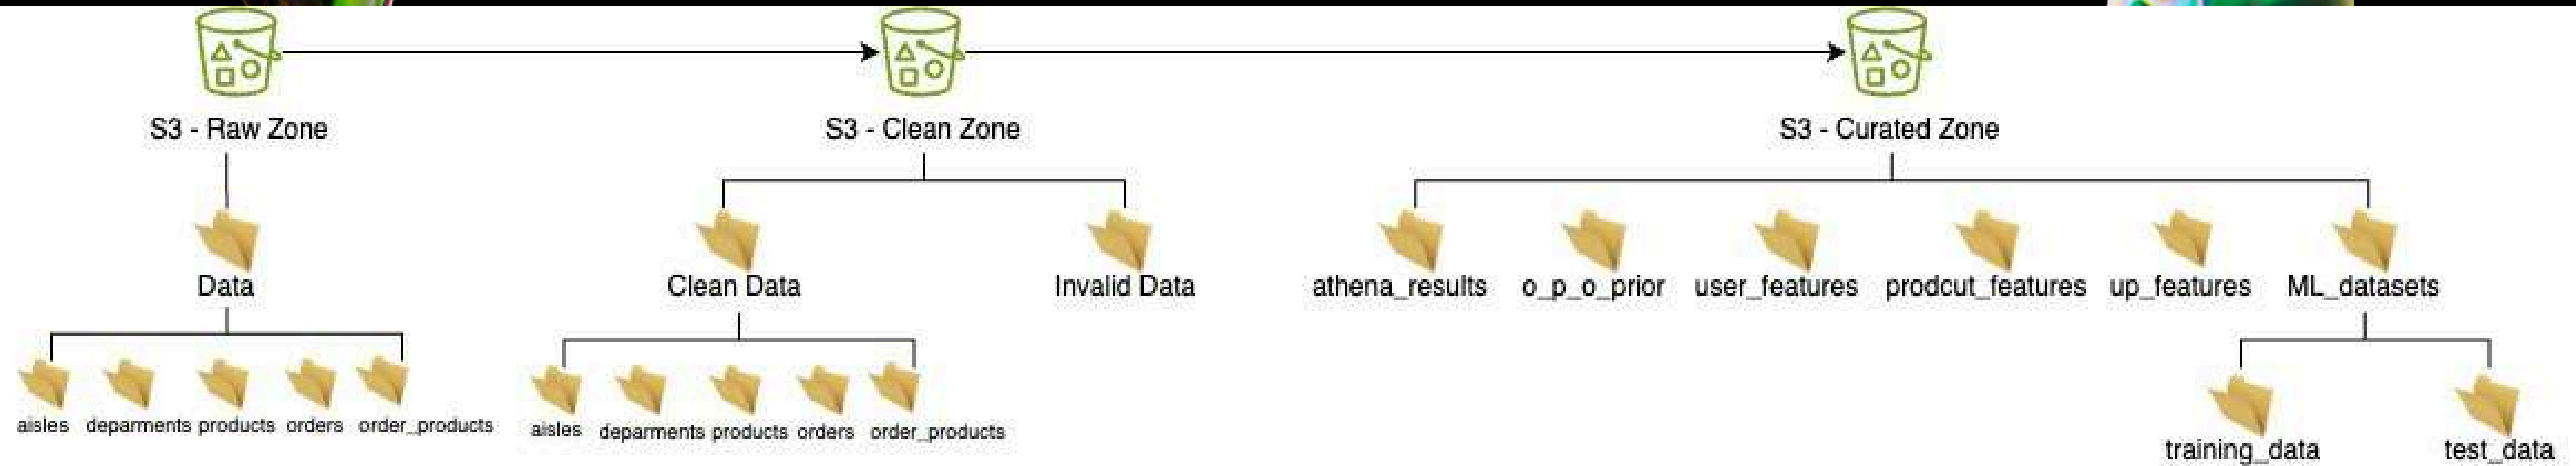 S3 - Raw Zone
S3 - Clean Zone
S3 - Curated Zone
Data
Clean Data
Invalid Data
athena_results
o_p_o_prior
user_features
prodcut_features
up_features
ML_datasets
aisles
deparments
products
orders
order_products
aisles
deparments
products
orders
order_products
training_data
test_data